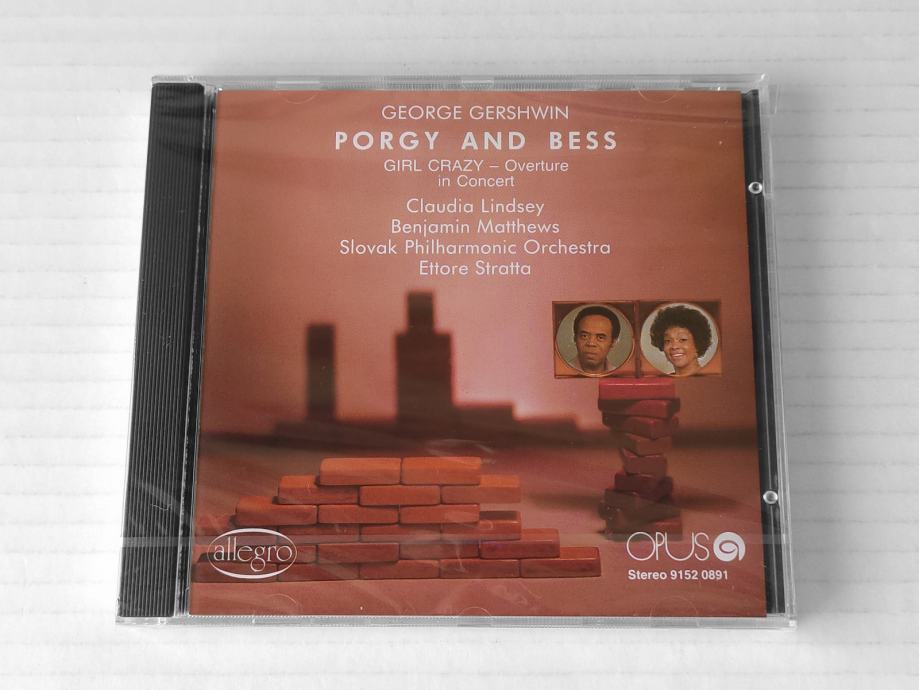 GEORGE GERSHWIN
PORGY AND BESS
GIRL CRAZY – Overture
in Concert
Claudia Lindsey
Benjamin Matthews
Slovak Philharmonic Orchestra
Ettore Stratta
allegro
OPUS
Stereo 9152 0891